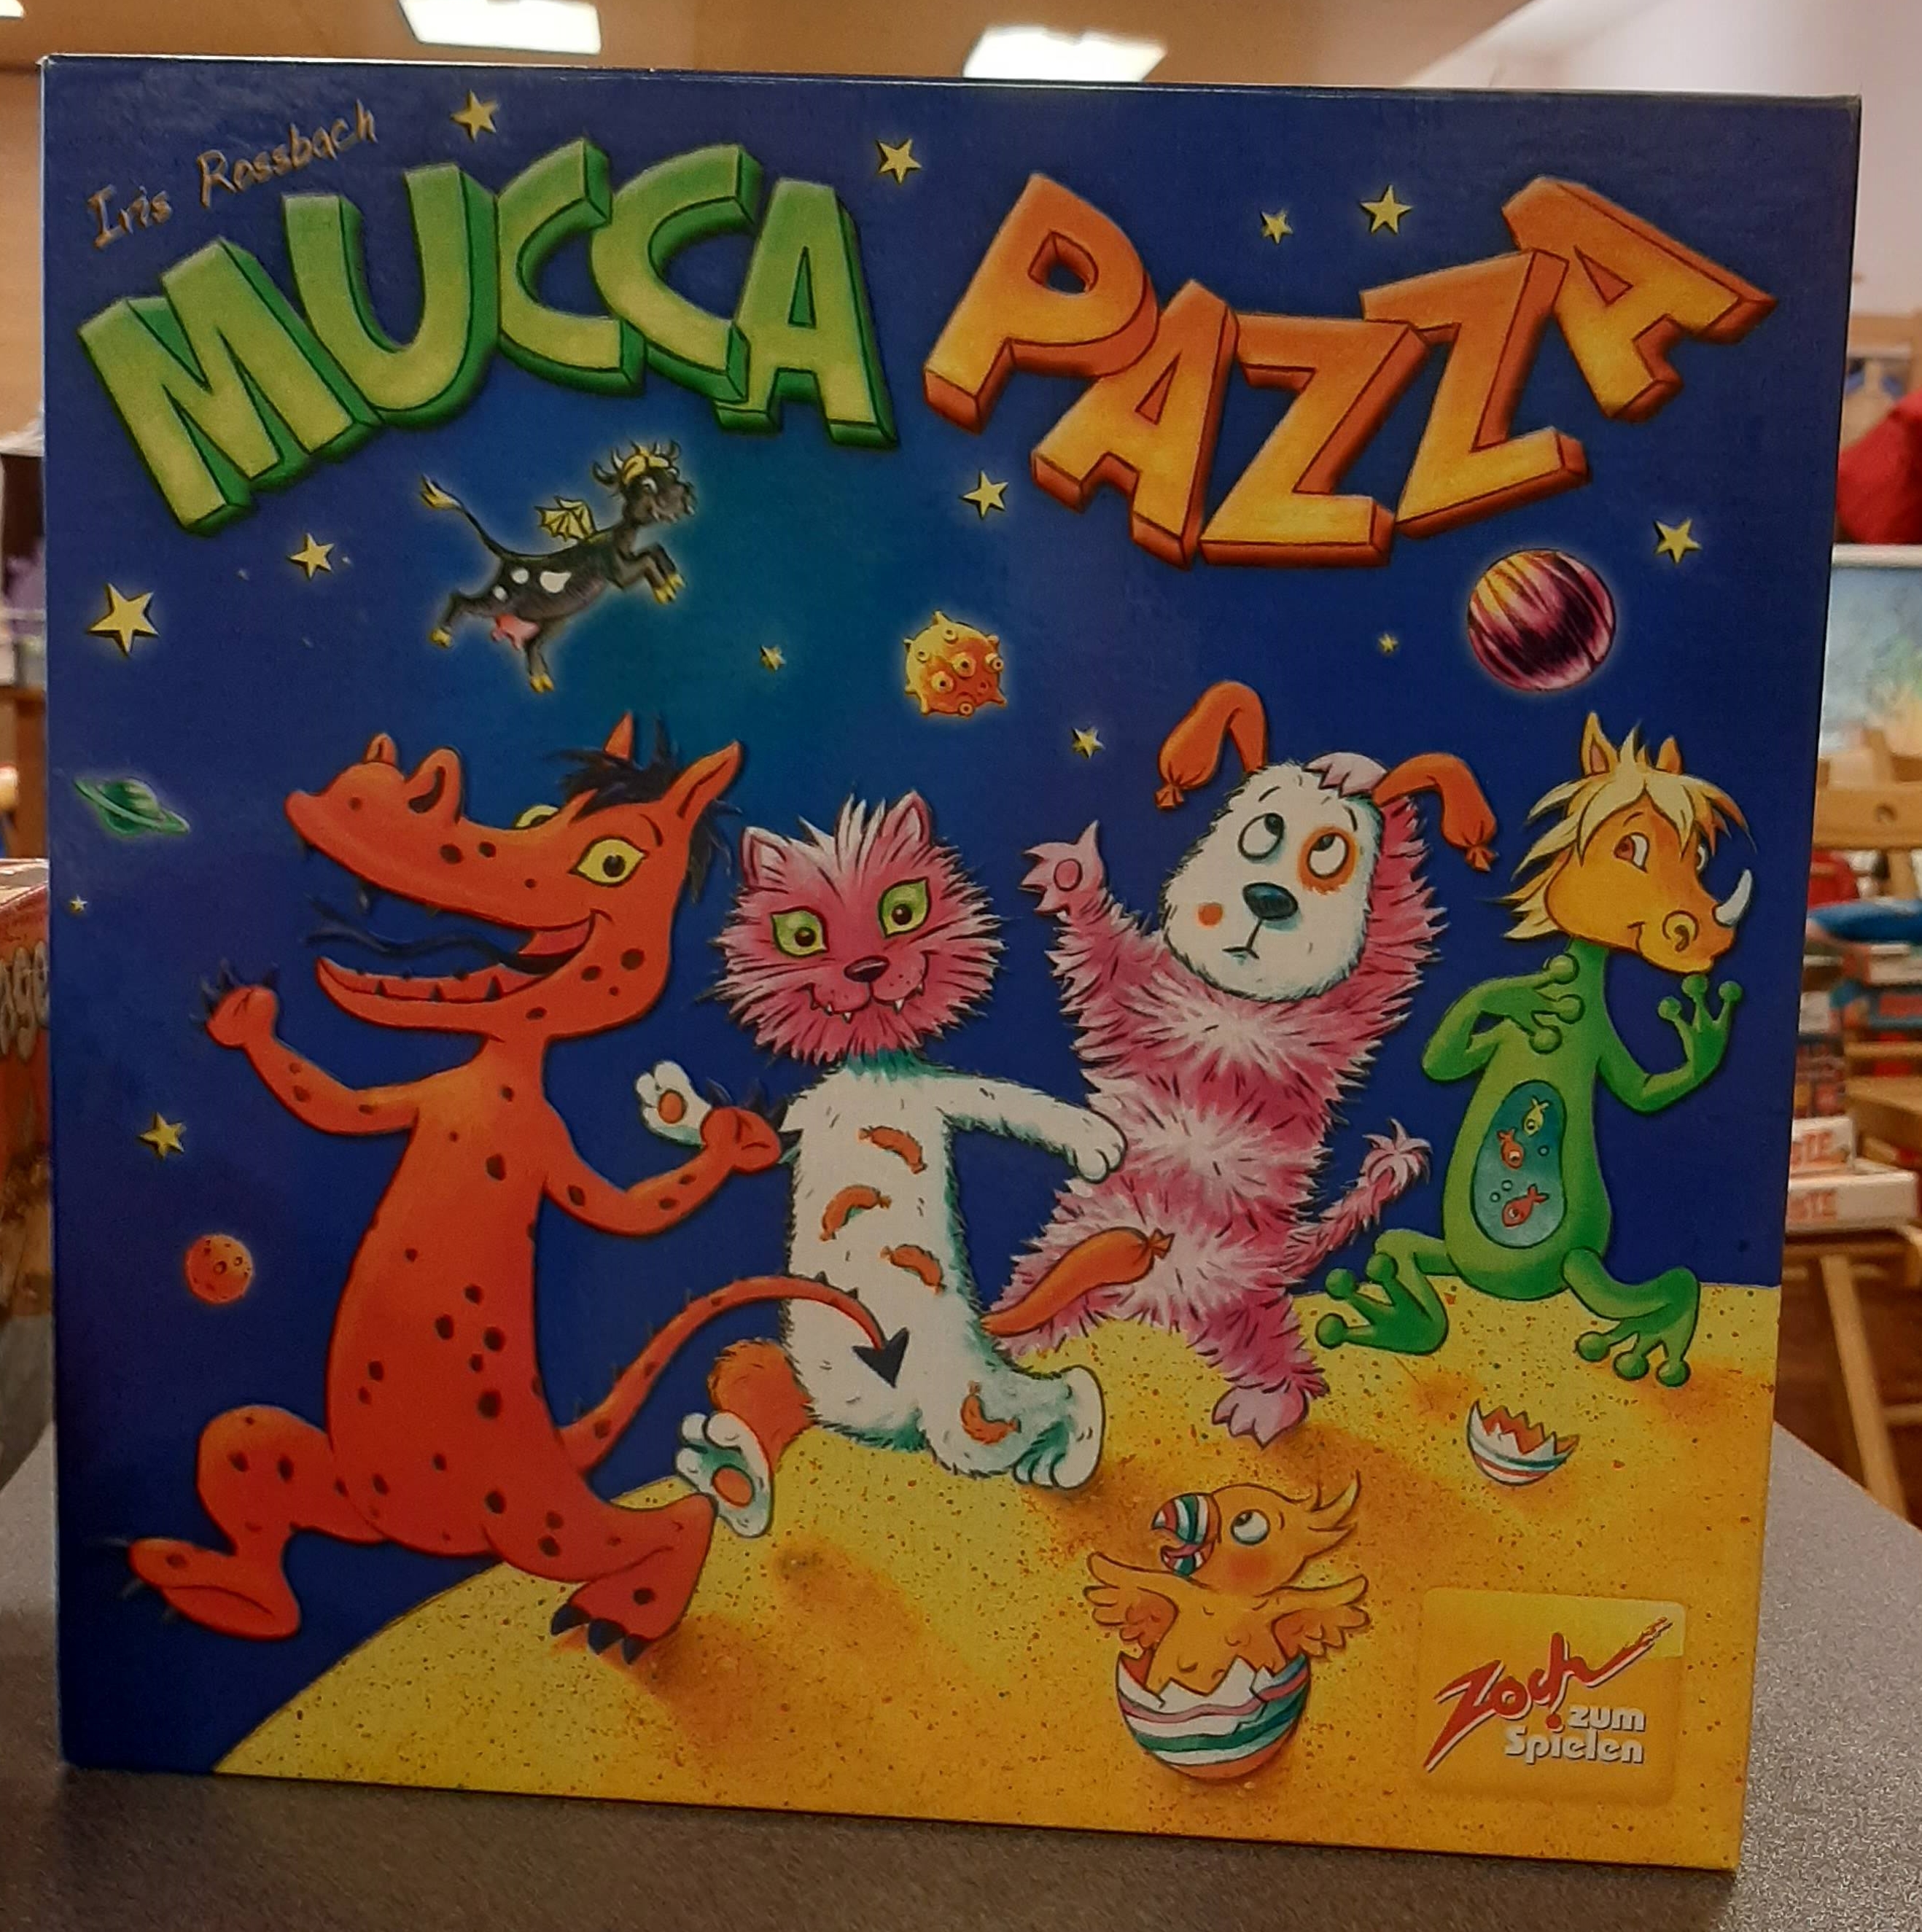 Iris Rossbach
MUCCA PAZZA
Zoch
zum
Spielen